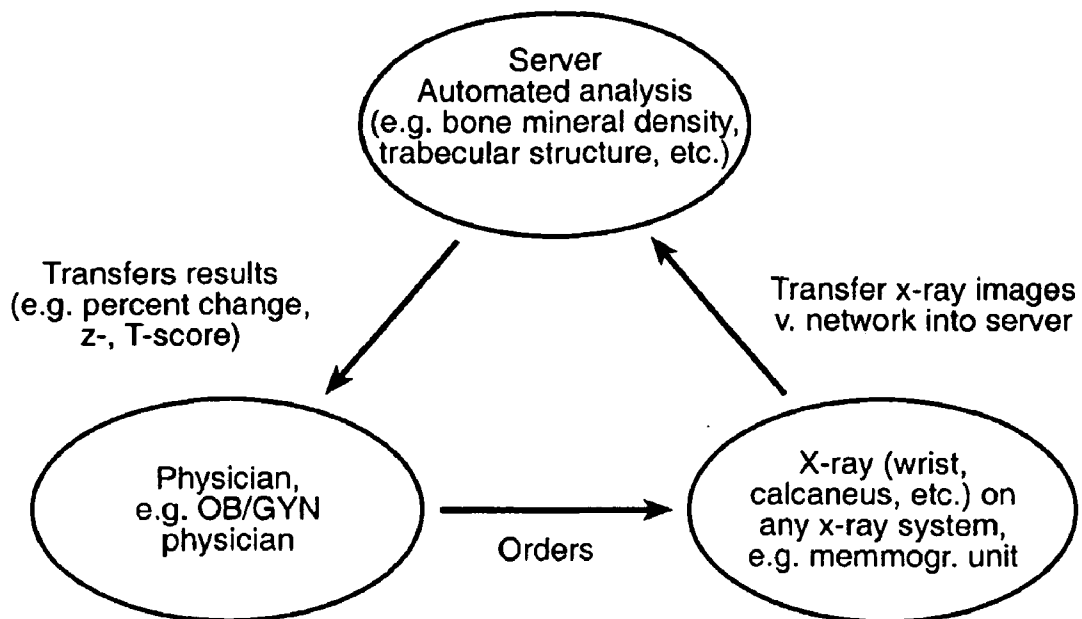 Server
Automated analysis
(e.g. bone mineral density,
trabecular structure, etc.)
Transfers results
(e.g. percent change,
z-, T-score)
Transfer x-ray images
v. network into server
Physician,
e.g. OB/GYN
physician
Orders
X-ray (wrist,
calcaneus, etc.) on
any x-ray system,
e.g. memmogr. unit